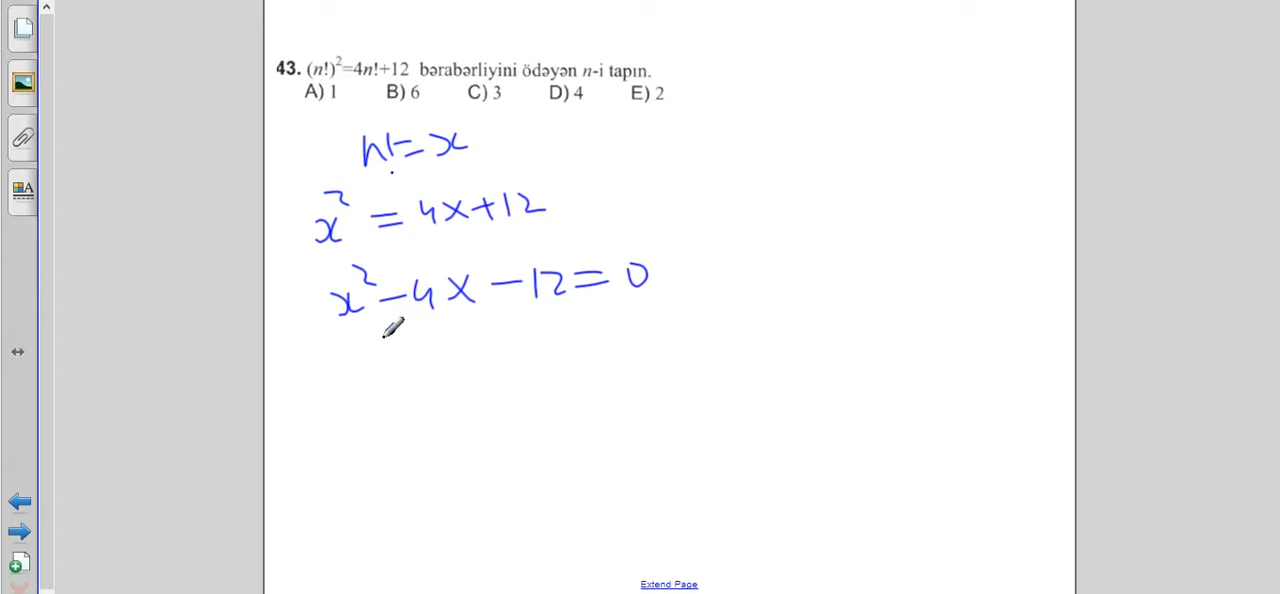 43. (n!)²=4n!+12 bərabərliyini ödəyən n-i tapın.
A) 1 B) 6 C) 3 D) 4 E) 2
n!=x
x² = 4x+12
x²-4x-12=0
Extend Page